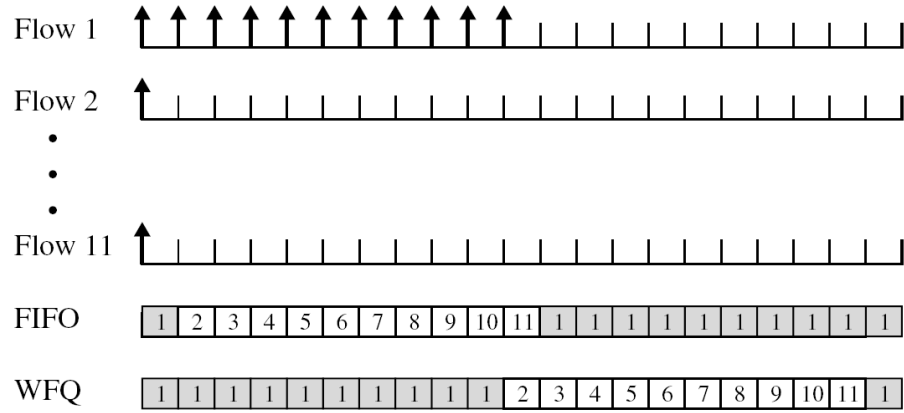 Flow 1
Flow 2
Flow 11
FIFO 1 2 3 4 5 6 7 8 9 10 11 1 1 1 1 1 1 1 1 1 1
WFQ 1 1 1 1 1 1 1 1 1 1 2 3 4 5 6 7 8 9 10 11 1